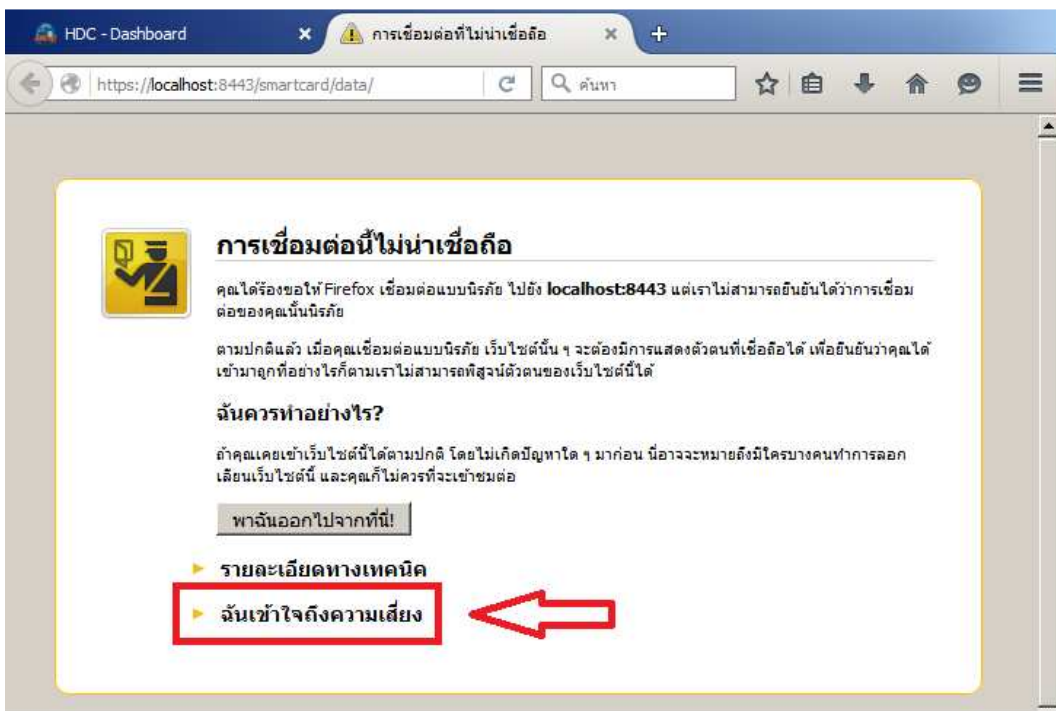 HDC - Dashboard
การเชื่อมต่อที่ไม่น่าเชื่อถือ
https://localhost:8443/smartcard/data/
ค้นหา
การเชื่อมต่อนี้ไม่น่าเชื่อถือ
คุณได้ร้องขอให้ Firefox เชื่อมต่อแบบนิรภัย ไปยัง localhost:8443 แต่เราไม่สามารถยืนยันได้ว่าการเชื่อม
ต่อของคุณนั้นนิรภัย
ตามปกติแล้ว เมื่อคุณเชื่อมต่อแบบนิรภัย เว็บไซต์นั้น ๆ จะต้องมีการแสดงตัวตนที่เชื่อถือได้ เพื่อยืนยันว่าคุณได้
เข้ามาถูกที่อย่างไรก็ตามเราไม่สามารถพิสูจน์ตัวตนของเว็บไซต์นี้ได้
ฉันควรทำอย่างไร?
ถ้าคุณเคยเข้าเว็บไซต์นี้ได้ตามปกติ โดยไม่เกิดปัญหาใด ๆ มาก่อน นี่อาจจะหมายถึงมีใครบางคนทำการลอก
เลียนเว็บไซต์นี้ และคุณก็ไม่ควรที่จะเข้าชมต่อ
พาฉันออกไปจากที่นี่!
รายละเอียดทางเทคนิค
ฉันเข้าใจถึงความเสี่ยง